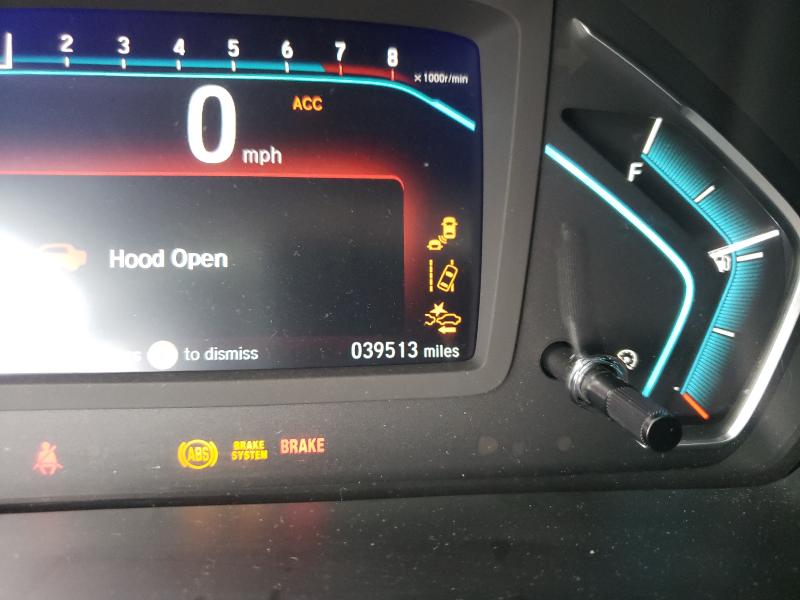 2 3 4 5 6 7 8
x 1000r/min
ACC
0
mph
F
Hood Open
to dismiss
039513 miles
ABS
BRAKE
SYSTEM
BRAKE